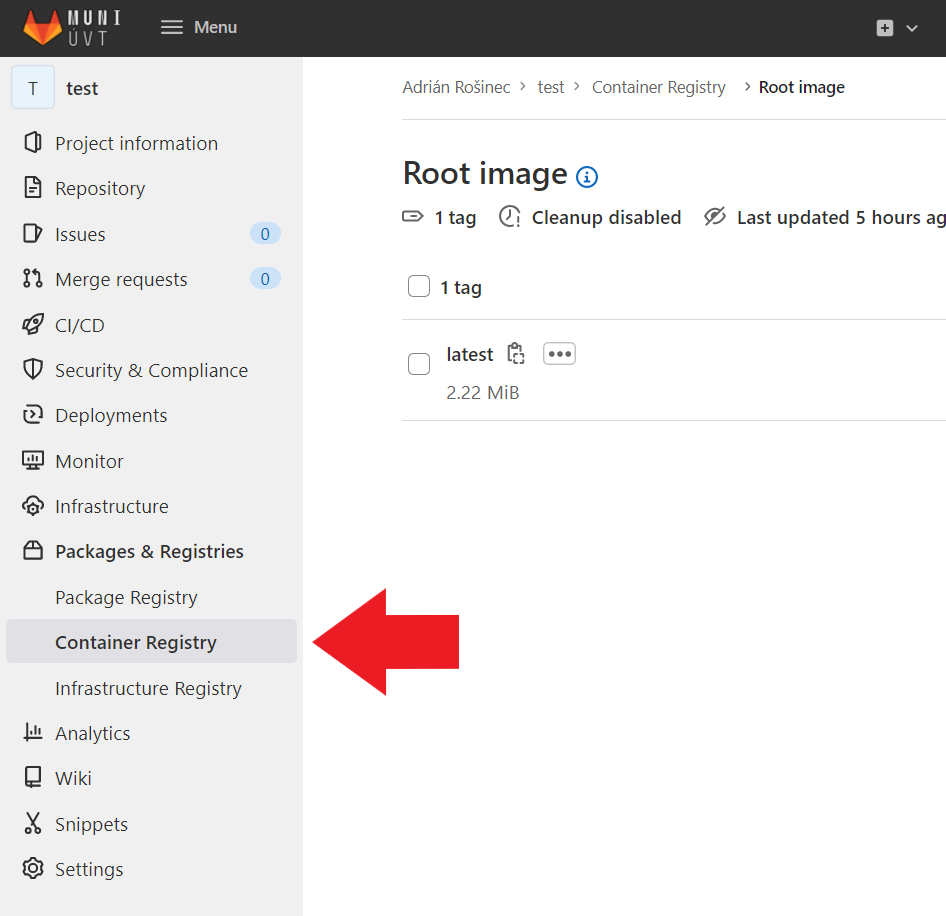 MUNI
ÚVT
Menu
T test
Project information
Repository
Issues 0
Merge requests 0
CI/CD
Security & Compliance
Deployments
Monitor
Infrastructure
Packages & Registries
Package Registry
Container Registry
Infrastructure Registry
Analytics
Wiki
Snippets
Settings
Adrián Rošinec > test > Container Registry > Root image
Root image
1 tag Cleanup disabled Last updated 5 hours ag
1 tag
latest
2.22 MiB